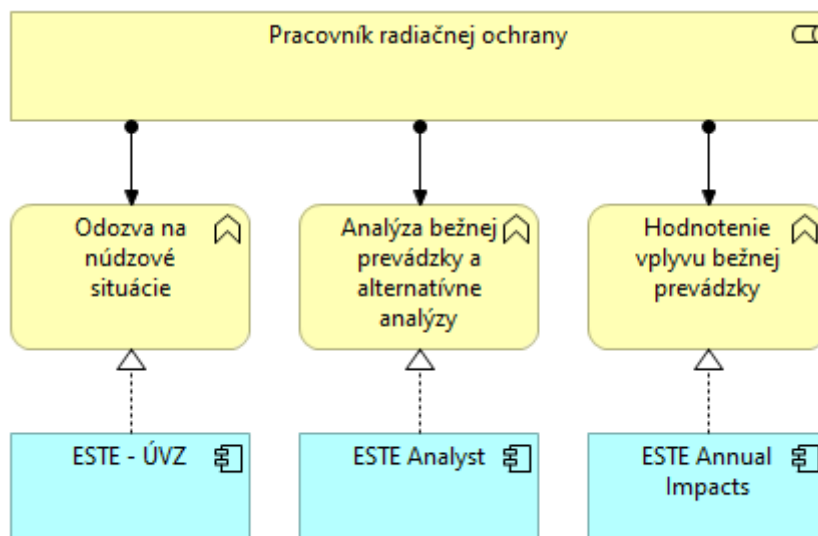 Pracovník radiačnej ochrany
Odozva na
núdzové
situácie
Analýza bežnej
prevádzky a
alternatívne
analýzy
Hodnotenie
vplyvu bežnej
prevádzky
ESTE - ÚVZ
ESTE Analyst
ESTE Annual
Impacts